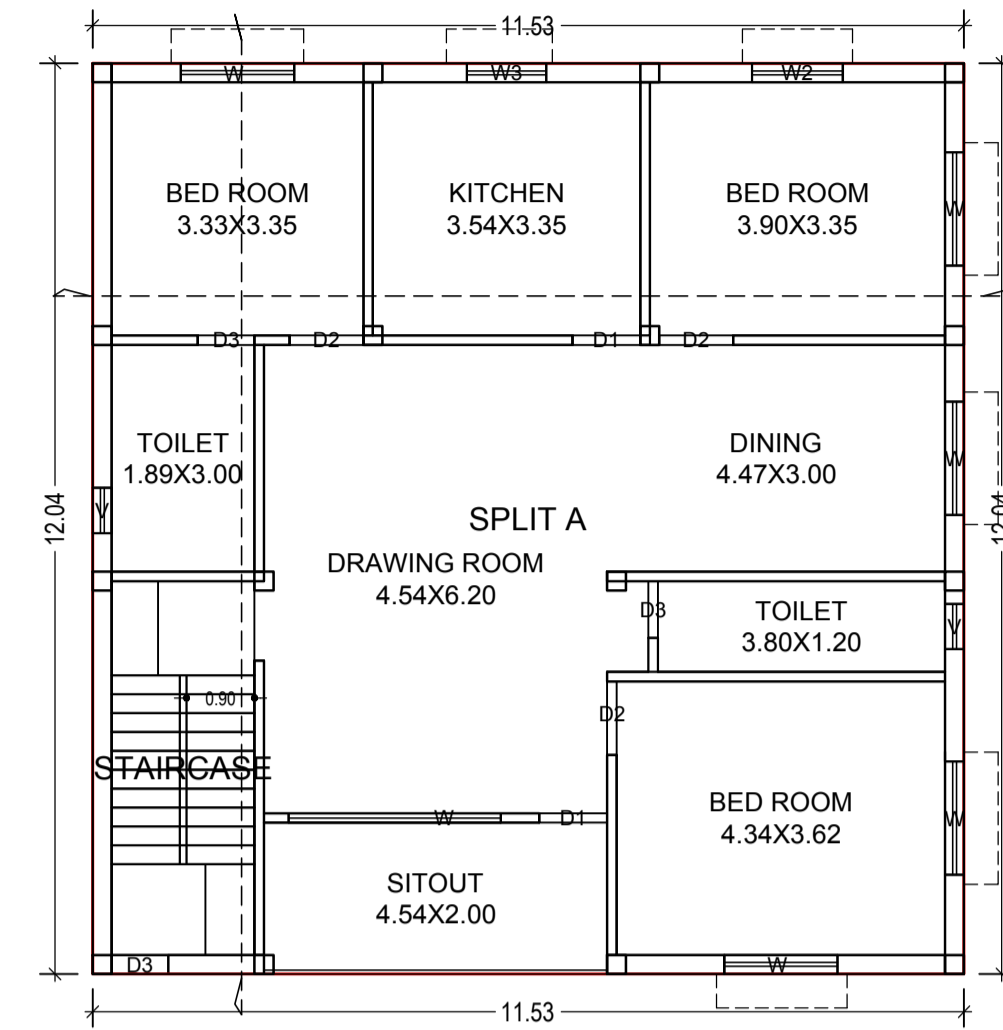 11.53
W
W3
W2
BED ROOM
3.33X3.35
KITCHEN
3.54X3.35
BED ROOM
3.90X3.35
W
D3
D2
D1
D2
TOILET
1.89X3.00
DINING
4.47X3.00
W
V
12.04
12.04
SPLIT A
DRAWING ROOM
4.54X6.20
D3
TOILET
3.80X1.20
V
0.90
D2
STAIRCASE
W
D1
BED ROOM
4.34X3.62
W
SITOUT
4.54X2.00
D3
W
11.53